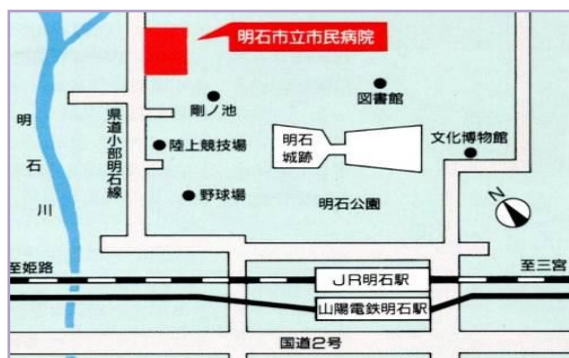 明石市立市民病院
剛ノ池
図書館
明石川
県道小部明石線
陸上競技場
明石
城跡
文化博物館
野球場
明石公園
N
至姫路
JR明石駅
至三宮
山陽電鉄明石駅
国道2号